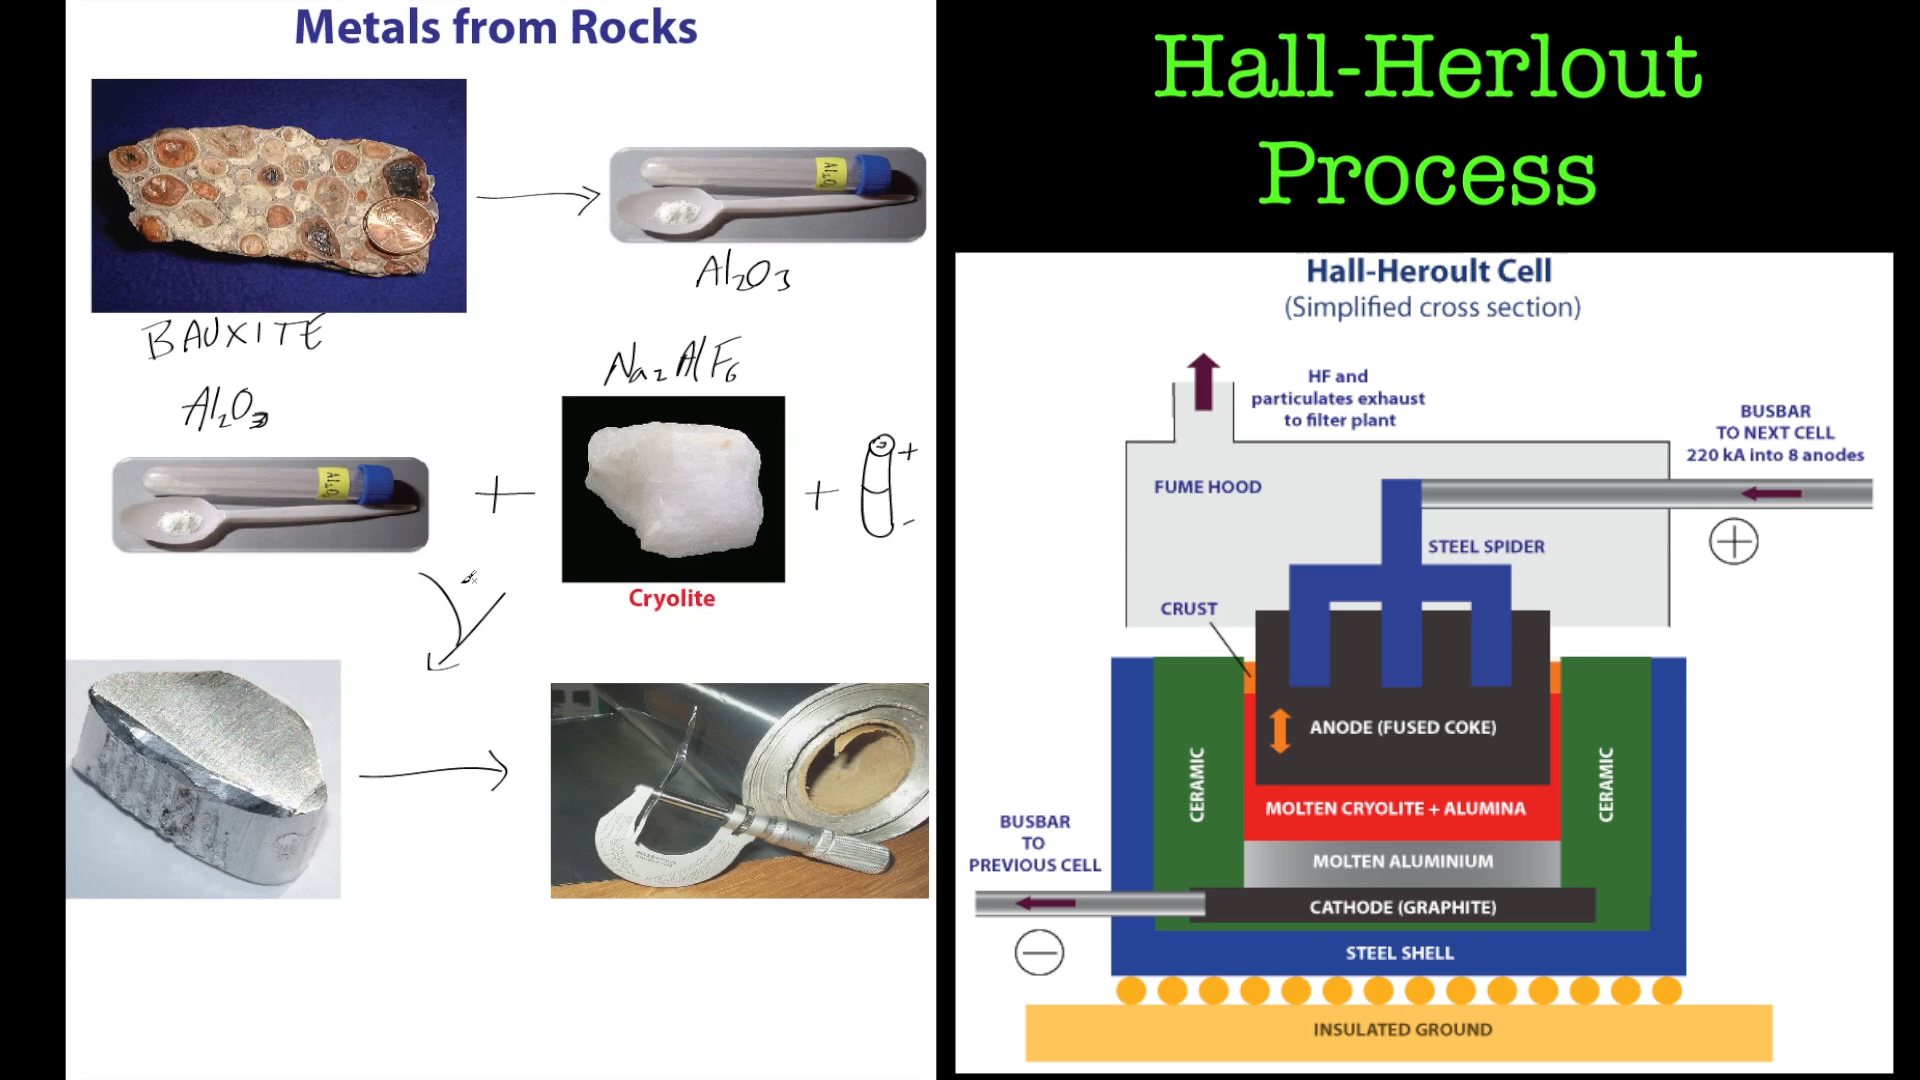 Metals from Rocks
Al2O3
Al₂O₃
BAUXITE
Na₂AlF₆
Al₂O₃
Al2O3
+
+
+
-
Cryolite
Hall-Herlout
Process
Hall-Heroult Cell
(Simplified cross section)
HF and
particulates exhaust
to filter plant
BUSBAR
TO NEXT CELL
220 kA into 8 anodes
FUME HOOD
+
STEEL SPIDER
CRUST
ANODE (FUSED COKE)
CERAMIC
CERAMIC
MOLTEN CRYOLITE + ALUMINA
BUSBAR
TO
PREVIOUS CELL
MOLTEN ALUMINIUM
CATHODE (GRAPHITE)
−
STEEL SHELL
INSULATED GROUND